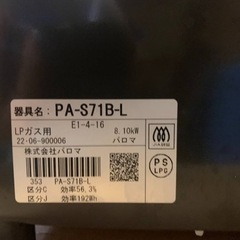 器具名： PA-S71B-L
E1-4-16
LPガス用 8.10kW
22·06-900006 パロマ
株式会社パロマ
353 PA-S71B-L
区分C 効率56.3%
区分J 効率192Wh
PS
LPG